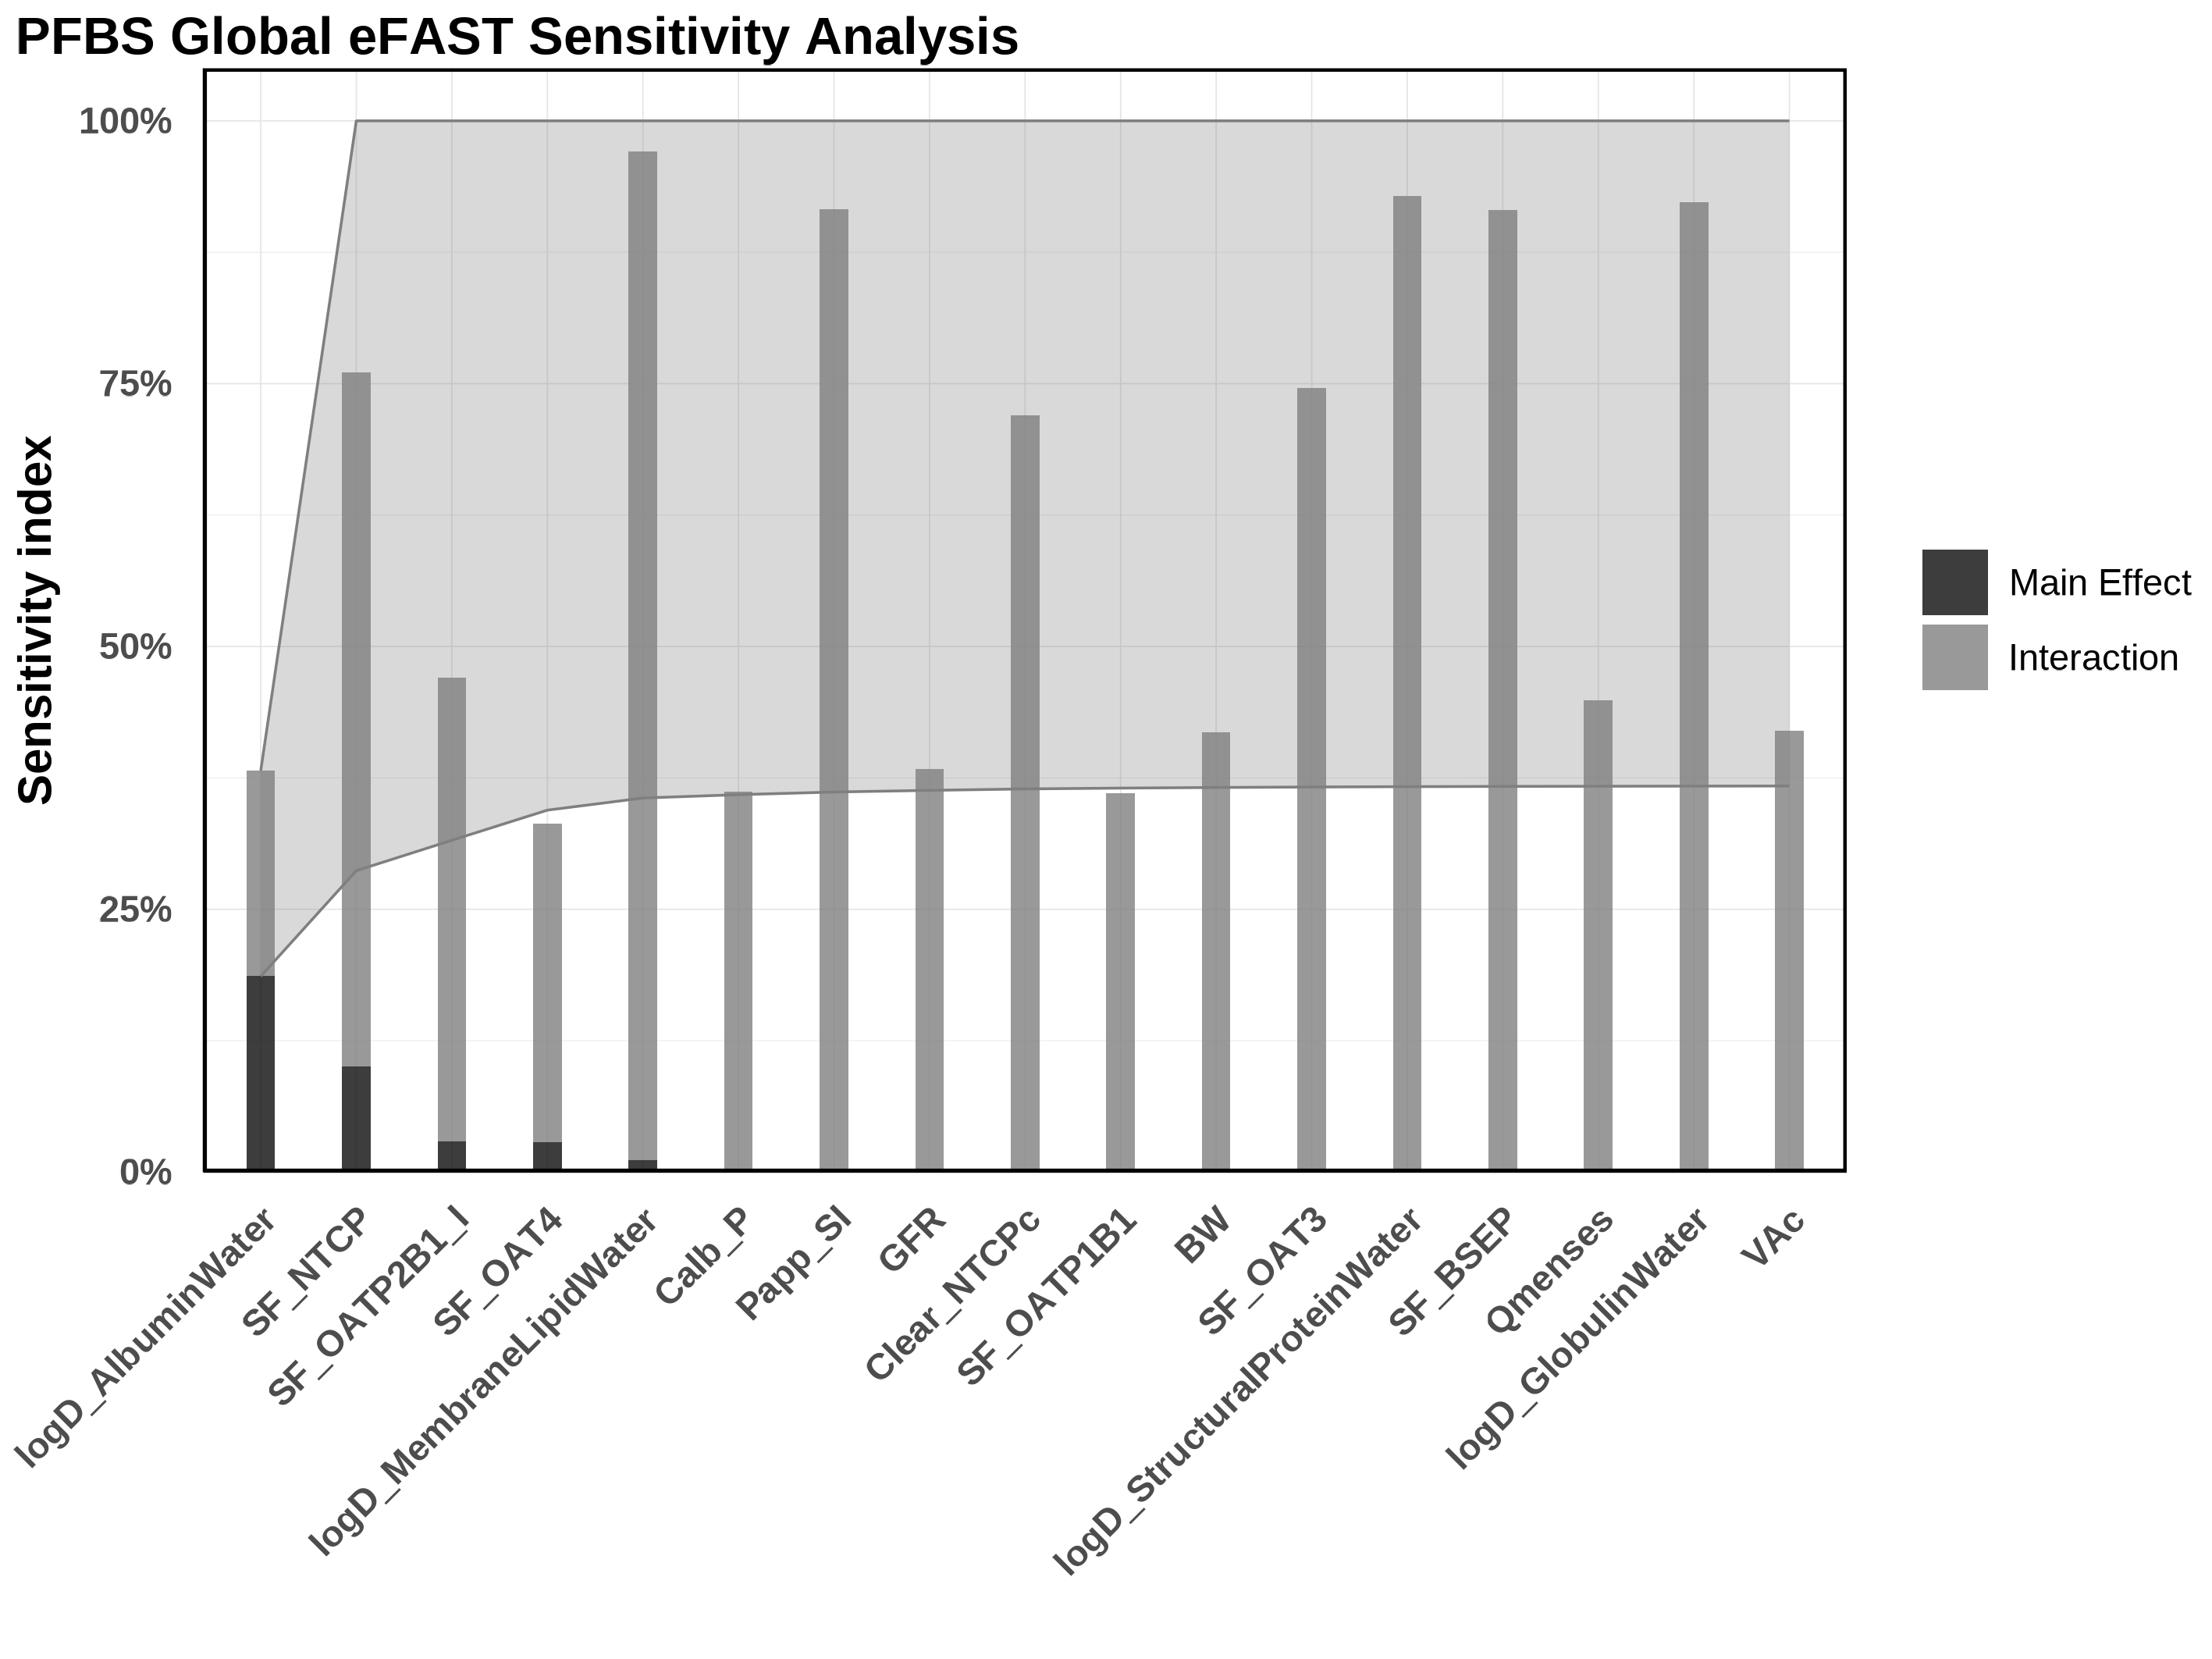 PFBS Global eFAST Sensitivity Analysis
Sensitivity index
100%
75%
50%
25%
0%
logD_AlbuminWater
SF_NTCP
SF_OATP2B1_I
SF_OAT4
logD_MembraneLipidWater
Calb_P
Papp_SI
GFR
Clear_NTCPc
SF_OATP1B1
BW
SF_OAT3
logD_StructuralProteinWater
SF_BSEP
Qmenses
logD_GlobulinWater
VAc
Main Effect
Interaction